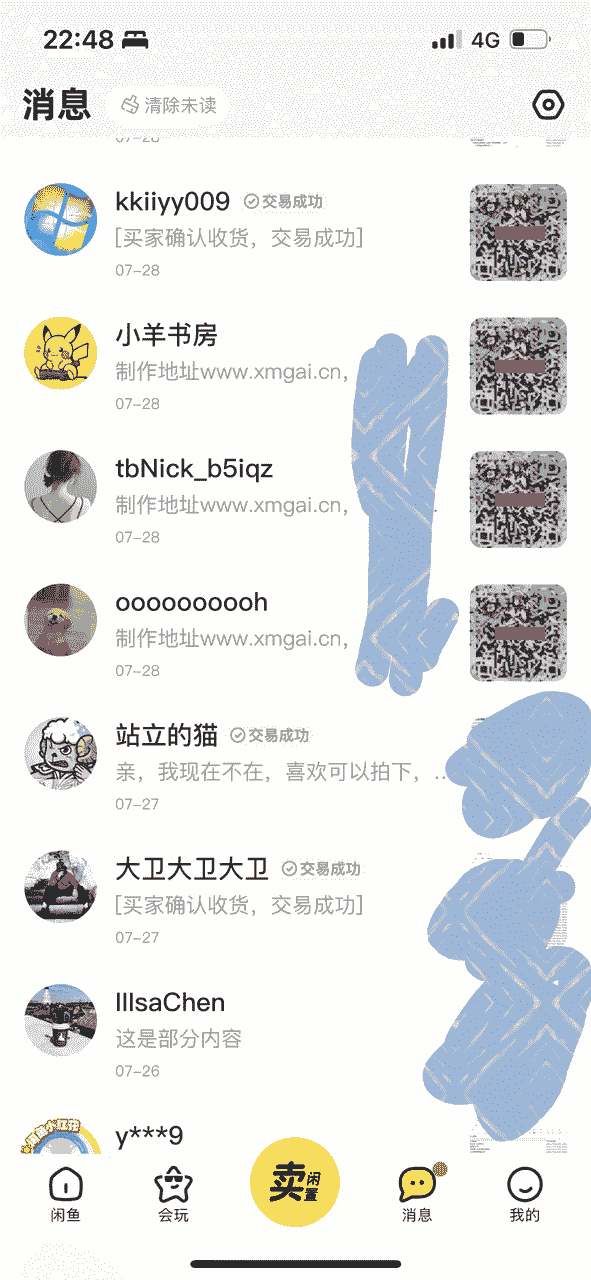 22:48
4G
消息
清除未读
07-28
kkiiyy009
交易成功
[买家确认收货，交易成功]
07-28
小羊书房
制作地址www.xmgai.cn，
07-28
tbNick_b5iqz
制作地址www.xmgai.cn，
07-28
oooooooooh
制作地址www.xmgai.cn，
07-28
站立的猫
交易成功
亲，我现在不在，喜欢可以拍下，...
07-27
大卫大卫大卫
交易成功
[买家确认收货，交易成功]
07-27
IllsaChen
这是部分内容
07-26
y***9
卖
闲置
闲鱼
会玩
消息
我的